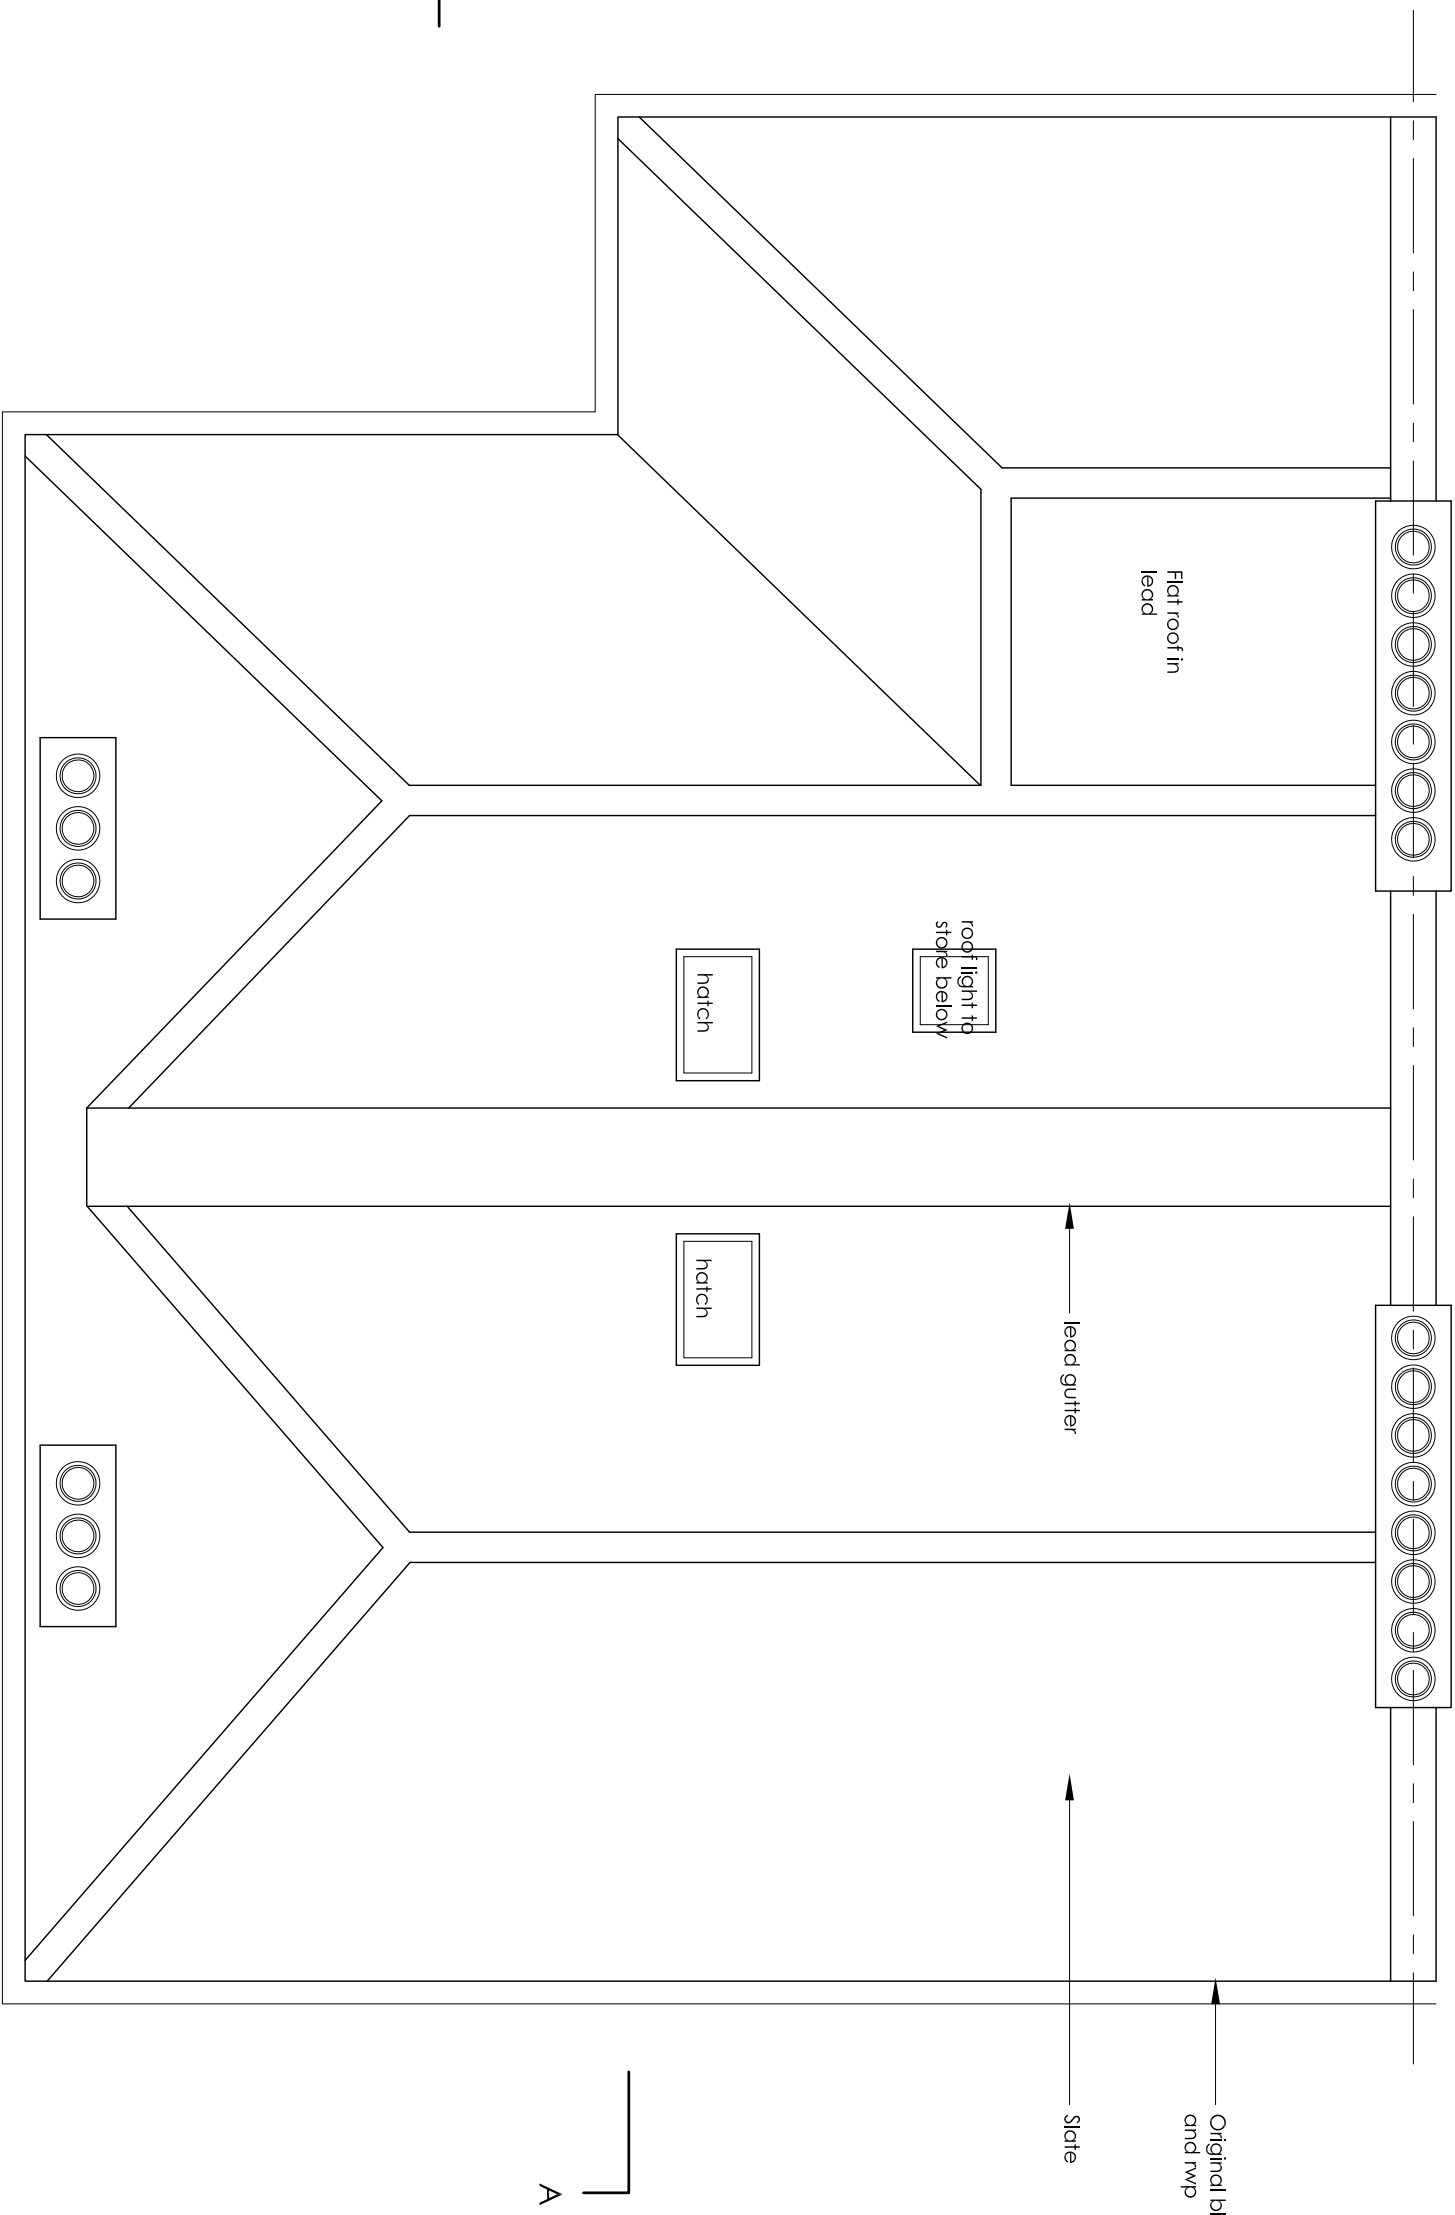 Flat roof in
lead
roof light to
store below
hatch
hatch
lead gutter
Slate
Original bl
and rwp
A